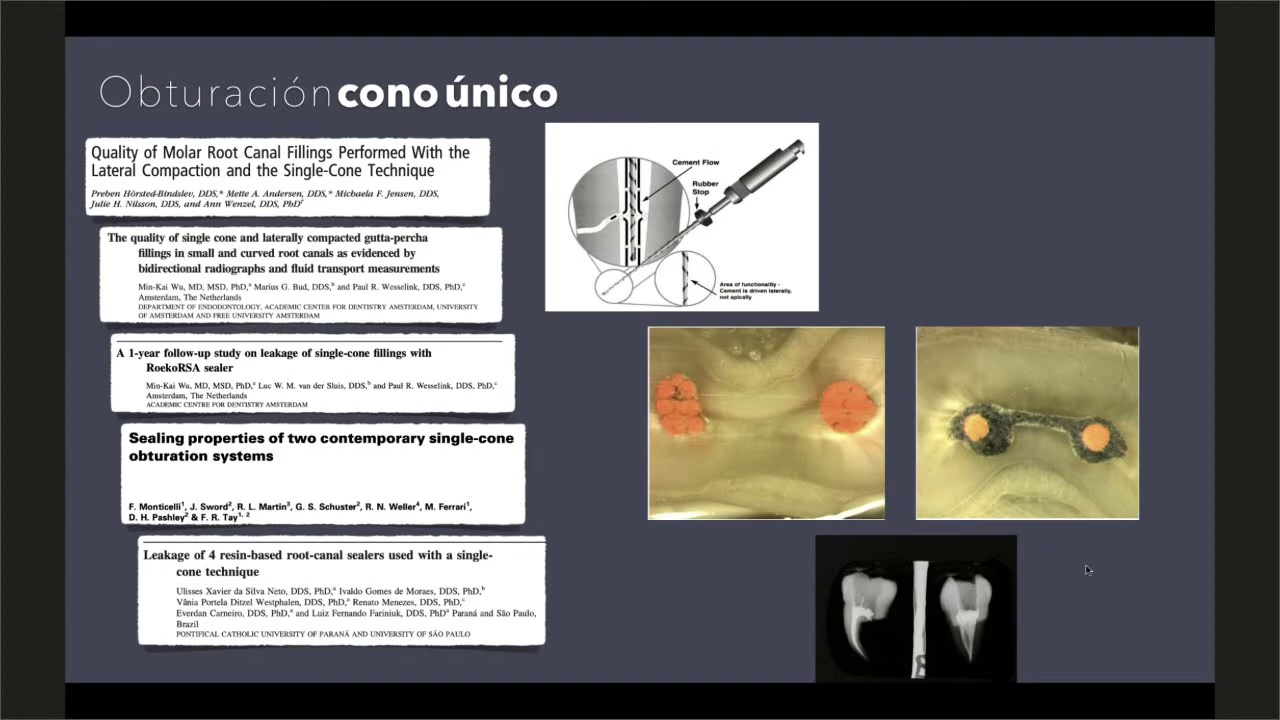 Obturación cono único
Quality of Molar Root Canal Fillings Performed With the
Lateral Compaction and the Single-Cone Technique
Preben Hörsted-Bindslev, DDS,* Mette A. Andersen, DDS,* Michaela F. Jensen, DDS,
Julie H. Nilsson, DDS, and Ann Wenzel, DDS, PhD†
The quality of single cone and laterally compacted gutta-percha
fillings in small and curved root canals as evidenced by
bidirectional radiographs and fluid transport measurements
Min-Kai Wu, MD, MSD, PhD,a Marius G. Bud, DDS,b and Paul R. Wesselink, DDS, PhD,c
Amsterdam, The Netherlands
DEPARTMENT OF ENDODONTOLOGY, ACADEMIC CENTER FOR DENTISTRY AMSTERDAM, UNIVERSITY
OF AMSTERDAM AND FREE UNIVERSITY AMSTERDAM
A 1-year follow-up study on leakage of single-cone fillings with
RoekoRSA sealer
Min-Kai Wu, MD, MSD, PhD,a Luc W. M. van der Sluis, DDS,b and Paul R. Wesselink, DDS, PhD,c
Amsterdam, The Netherlands
ACADEMIC CENTRE FOR DENTISTRY AMSTERDAM
Sealing properties of two contemporary single-cone
obturation systems
F. Monticelli1, J. Sword2, R. L. Martin3, G. S. Schuster2, R. N. Weller4, M. Ferrari1,
D. H. Pashley2 & F. R. Tay1, 2
Leakage of 4 resin-based root-canal sealers used with a single-
cone technique
Ulisses Xavier da Silva Neto, DDS, PhD,a Ivaldo Gomes de Moraes, DDS, PhD,b
Vânia Portela Ditzel Westphalen, DDS, PhD,a Renato Menezes, DDS, PhD,c
Everdan Carneiro, DDS, PhD,a and Luiz Fernando Fariniuk, DDS, PhDa Paraná and São Paulo,
Brazil
PONTIFICAL CATHOLIC UNIVERSITY OF PARANÁ AND UNIVERSITY OF SÃO PAULO
Cement Flow
Rubber
Stop
Area of functionality -
Cement is driven laterally,
not apically